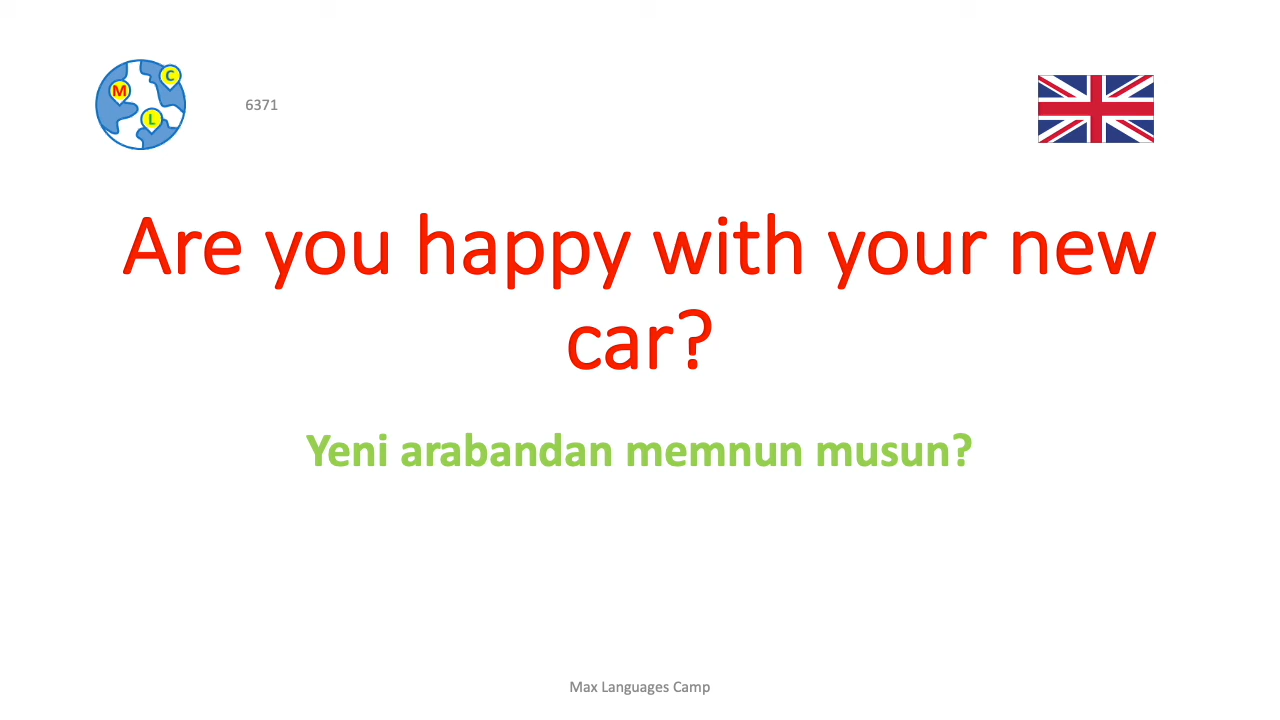 C
M
L
6371
Are you happy with your new
car?
Yeni arabandan memnun musun?
Max Languages Camp